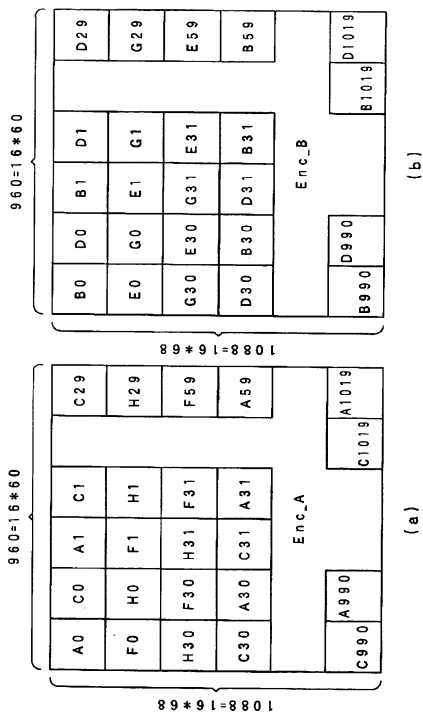 960=16*60
1088=16*68
A0 C0 A1 C1 C29
F0 H0 F1 H1 H29
H30 F30 H31 F31 F59
C30 A30 C31 A31 A59
Enc_A
C990 A990 C1019 A1019
(a)
960=16*60
1088=16*68
B0 D0 B1 D1 D29
E0 G0 E1 G1 G29
G30 E30 G31 E31 E59
D30 B30 D31 B31 B59
Enc_B
B990 D990 B1019 D1019
(b)